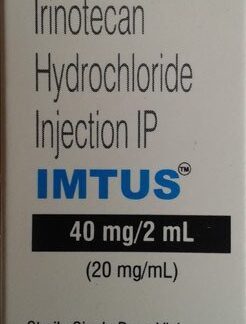 Irinotecan
Hydrochloride
Injection IP
IMTUS™
40 mg/2 mL
(20 mg/mL)